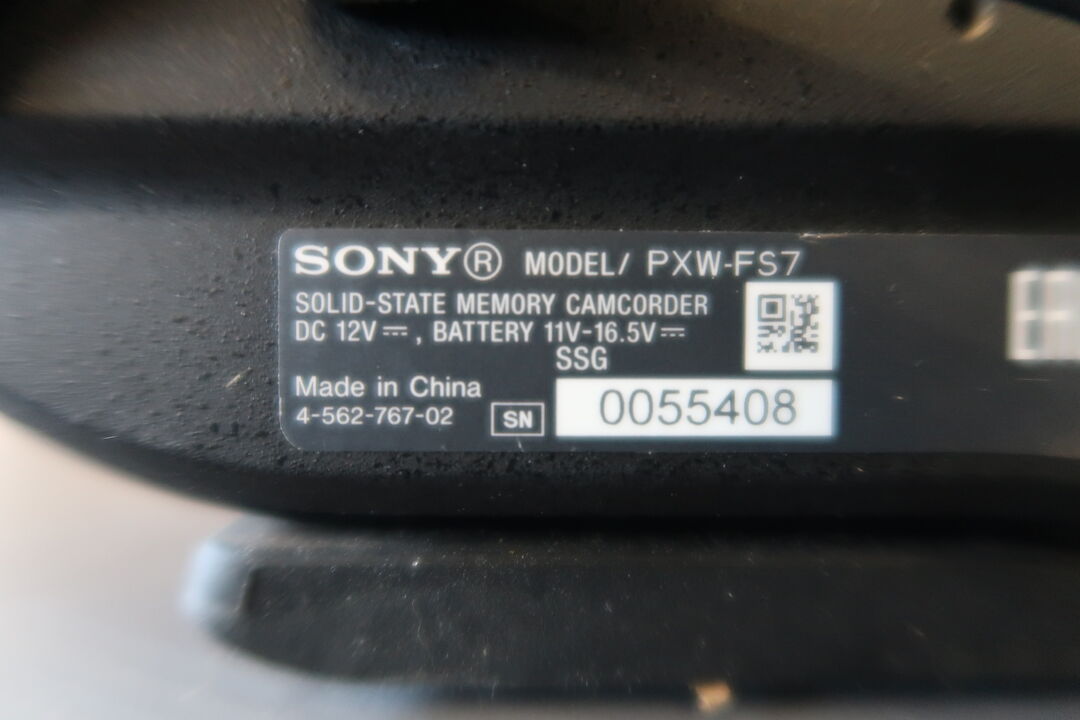 SONY® MODEL/ PXW-FS7
SOLID-STATE MEMORY CAMCORDER
DC 12V⎓, BATTERY 11V-16.5V⎓
SSG
Made in China
4-562-767-02 SN 0055408